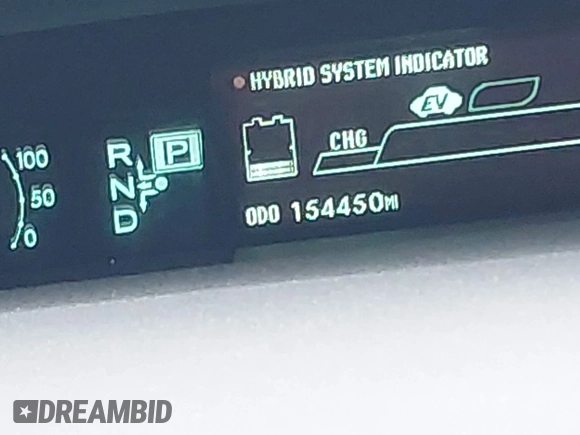 HYBRID SYSTEM INDICATOR
EV
CHG
100
50
0
R
P
N
D
ODO 154450MI
DREAMBID